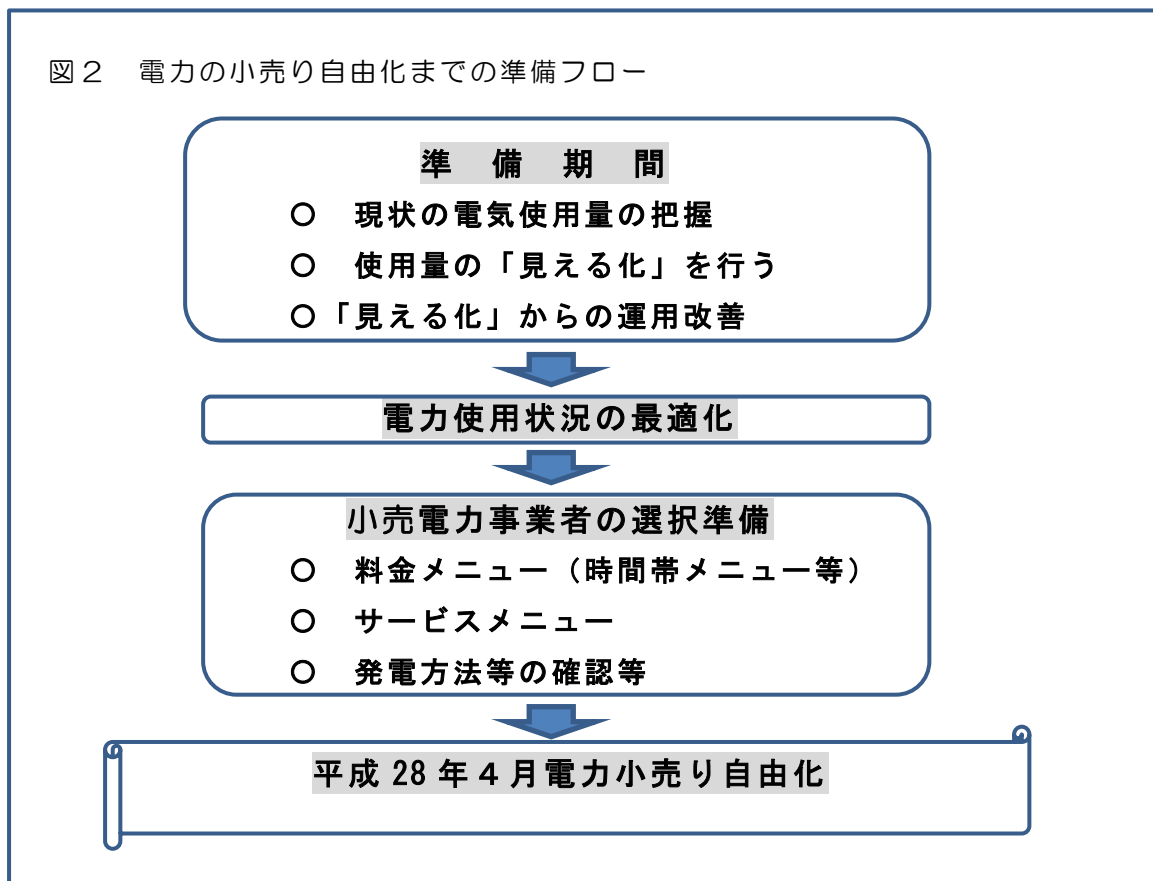 図２　電力の小売り自由化までの準備フロー
準　備　期　間
○　現状の電気使用量の把握
○　使用量の「見える化」を行う
○「見える化」からの運用改善
電力使用状況の最適化
小売電力事業者の選択準備
○　料金メニュー（時間帯メニュー等）
○　サービスメニュー
○　発電方法等の確認等
平成 28 年４月電力小売り自由化